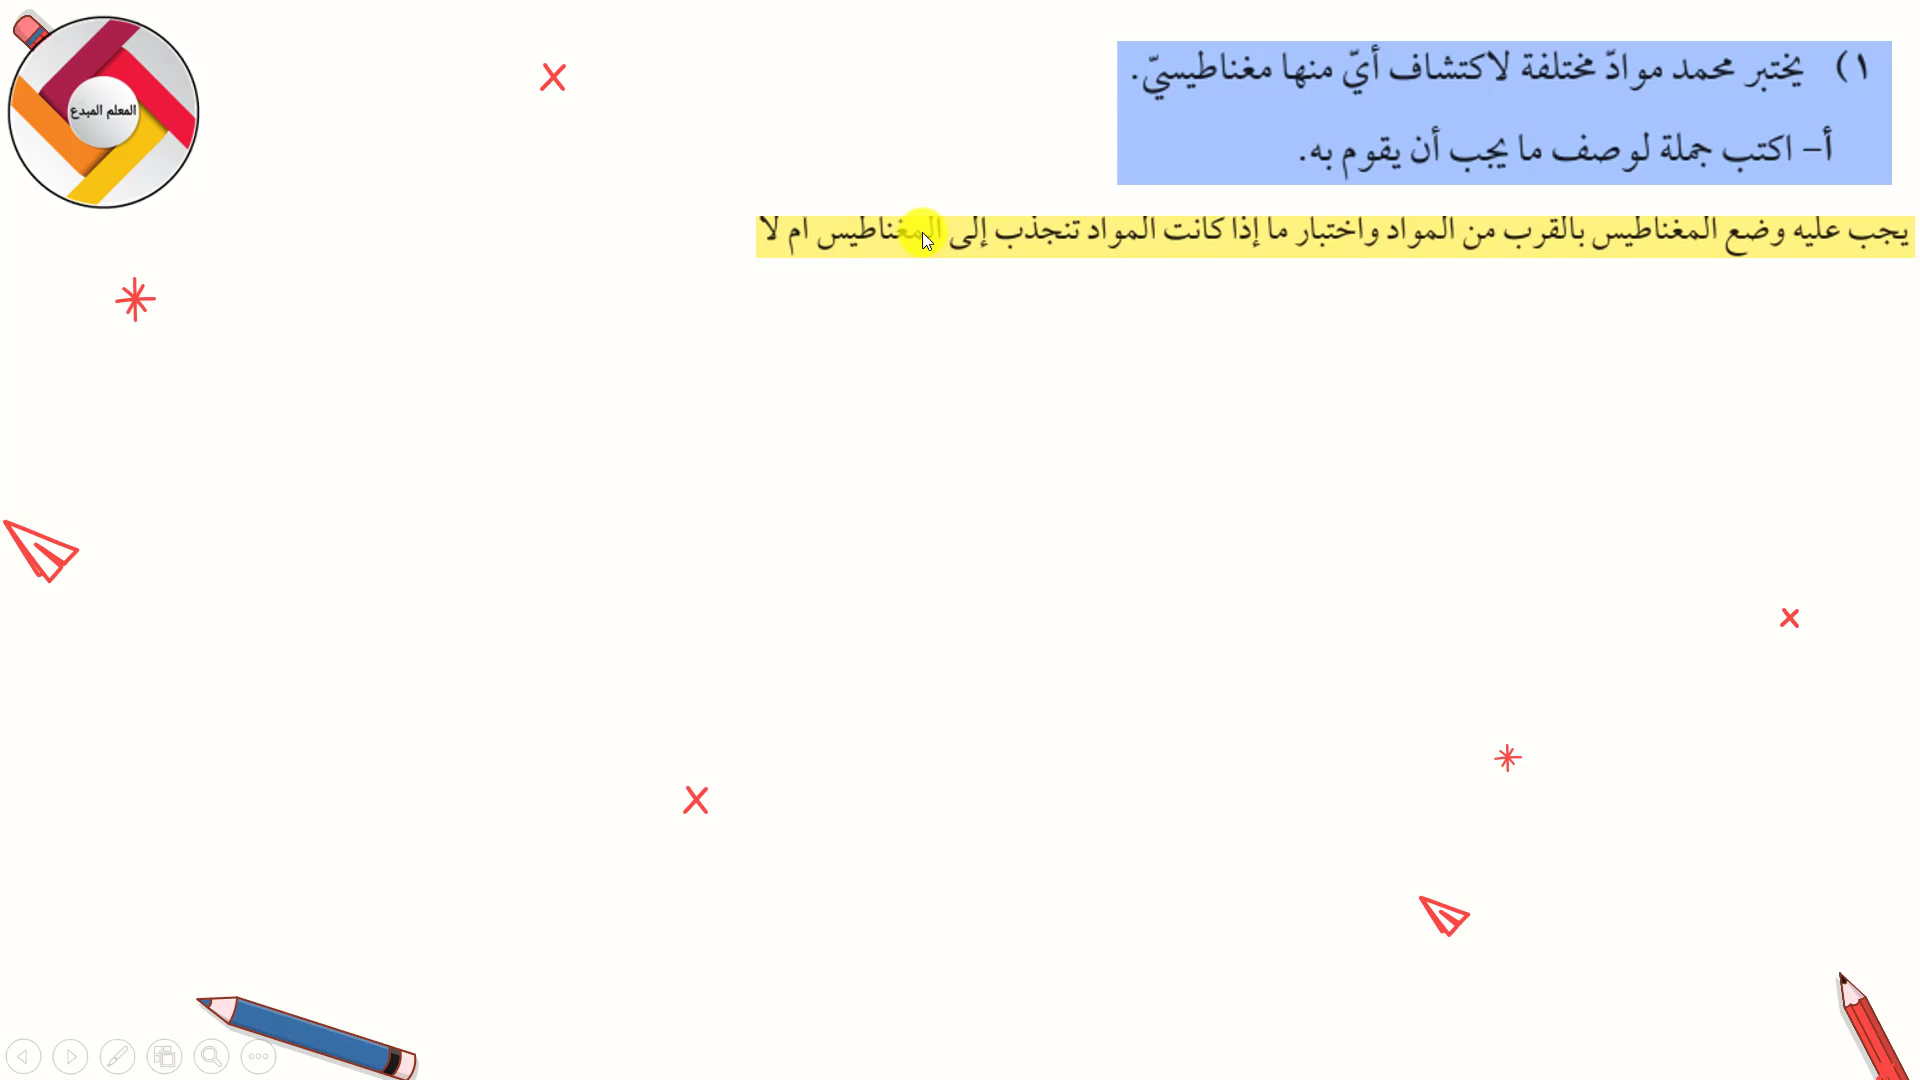 المعلم المبدع
١) يختبر محمد موادّ مختلفة لاكتشاف أيّ منها مغناطيسيّ.
أ- اكتب جملة لوصف ما يجب أن يقوم به.
يجب عليه وضع المغناطيس بالقرب من المواد واختبار ما إذا كانت المواد تنجذب إلى المغناطيس ام لا